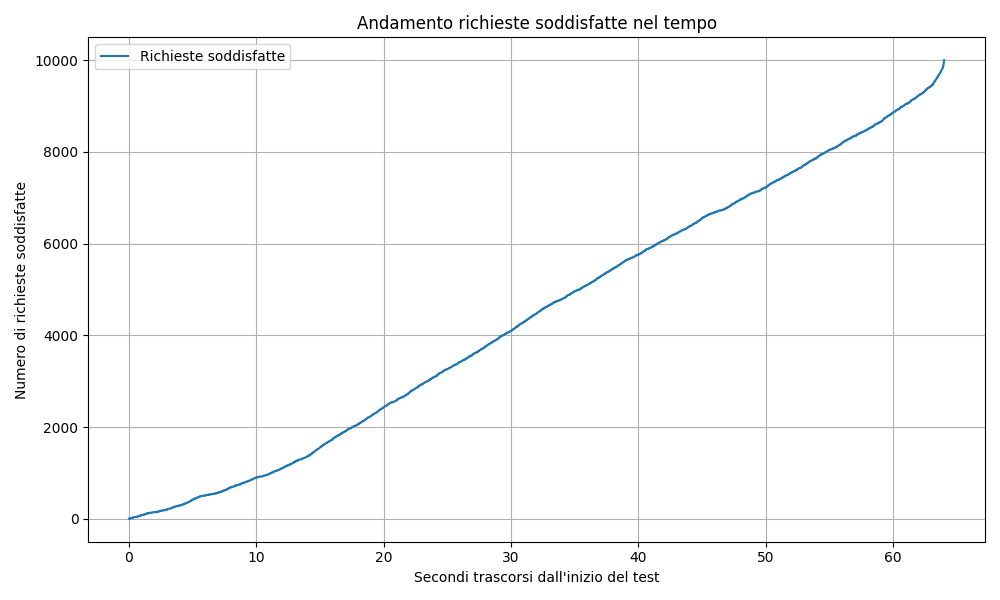 Andamento richieste soddisfatte nel tempo
Richieste soddisfatte
Numero di richieste soddisfatte
10000
8000
6000
4000
2000
0
0 10 20 30 40 50 60
Secondi trascorsi dall'inizio del test